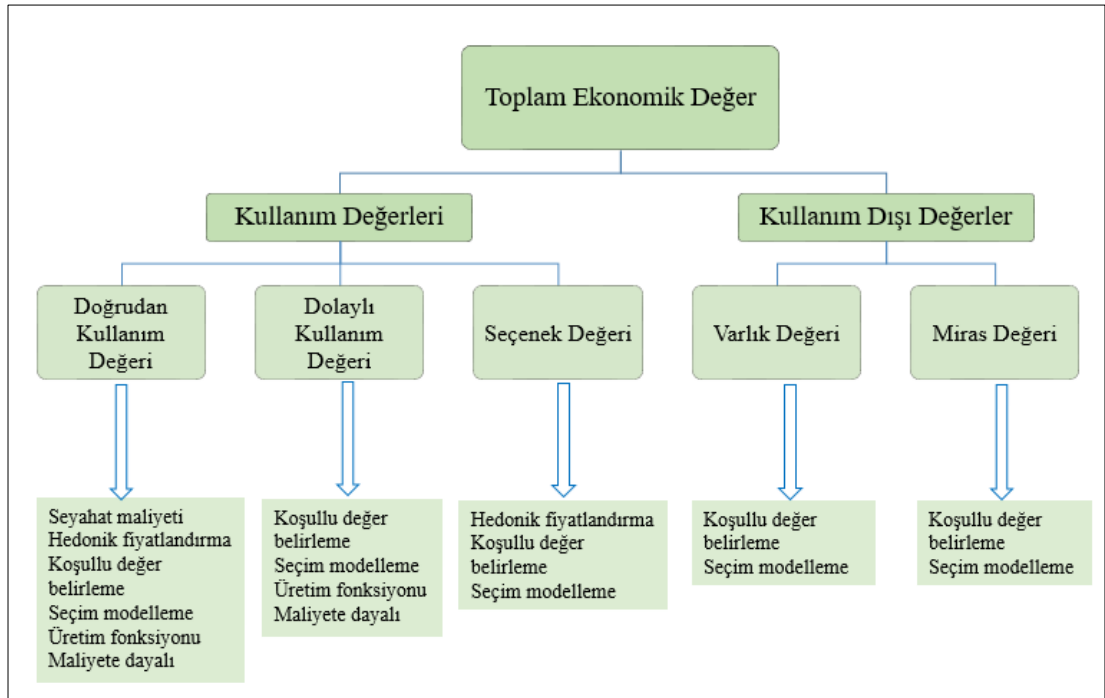 Toplam Ekonomik Değer
Kullanım Değerleri
Kullanım Dışı Değerler
Doğrudan
Kullanım
Değeri
Dolaylı
Kullanım
Değeri
Seçenek Değeri
Varlık Değeri
Miras Değeri
Seyahat maliyeti
Hedonik fiyatlandırma
Koşullu değer
belirleme
Seçim modelleme
Üretim fonksiyonu
Maliyete dayalı
Koşullu değer
belirleme
Seçim modelleme
Üretim fonksiyonu
Maliyete dayalı
Hedonik fiyatlandırma
Koşullu değer
belirleme
Seçim modelleme
Koşullu değer
belirleme
Seçim modelleme
Koşullu değer
belirleme
Seçim modelleme